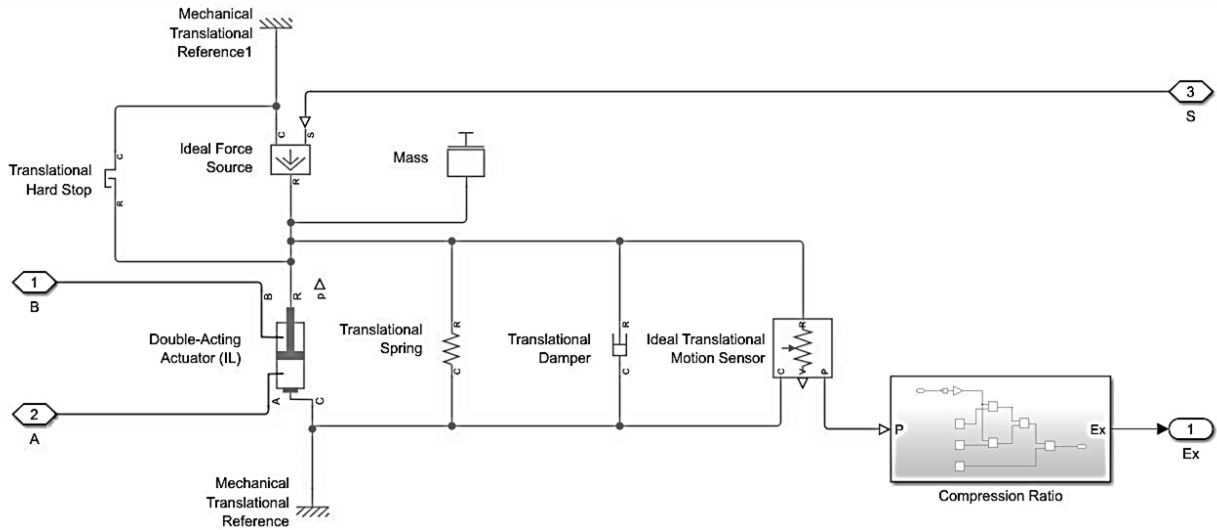 Mechanical
Translational
Reference1
3
S
C
S
Ideal Force
Source
R
Mass
C
Translational
Hard Stop
R
1
B
B
R
p
Double-Acting
Actuator (IL)
Translational
Spring
R
C
Translational
Damper
R
C
Ideal Translational
Motion Sensor
R
C
V
P
2
A
A
C
P
Ex
1
Ex
Compression Ratio
Mechanical
Translational
Reference